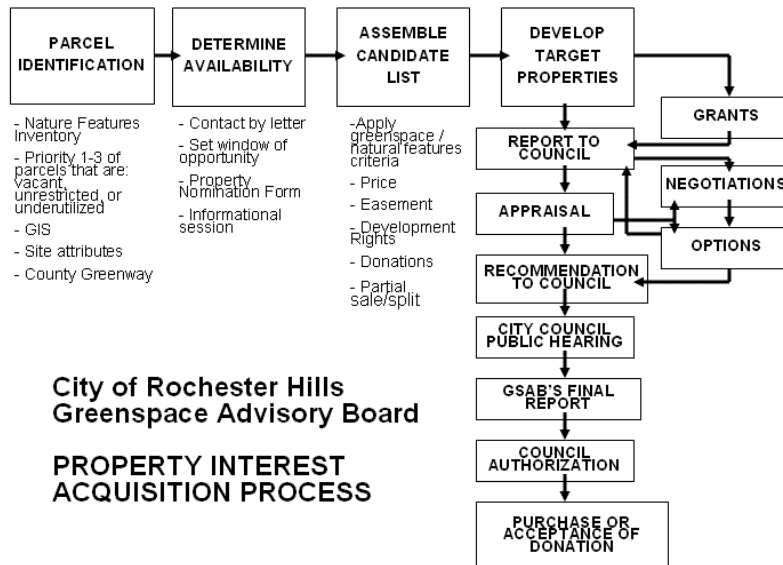 PARCEL
IDENTIFICATION
DETERMINE
AVAILABILITY
ASSEMBLE
CANDIDATE
LIST
DEVELOP
TARGET
PROPERTIES
- Nature Features
Inventory
- Priority 1-3 of
parcels that are:
vacant,
unrestricted, or
underutilized
- GIS
- Site attributes
- County Greenway
- Contact by letter
- Set window of
opportunity
- Property
Nomination Form
- Informational
session
-Apply
greenspace /
natural features
criteria
- Price
- Easement
- Development
Rights
- Donations
- Partial
sale/split
GRANTS
REPORT TO
COUNCIL
NEGOTIATIONS
APPRAISAL
OPTIONS
RECOMMENDATION
TO COUNCIL
CITY COUNCIL
PUBLIC HEARING
GSAB'S FINAL
REPORT
COUNCIL
AUTHORIZATION
PURCHASE OR
ACCEPTANCE OF
DONATION
City of Rochester Hills
Greenspace Advisory Board
PROPERTY INTEREST
ACQUISITION PROCESS